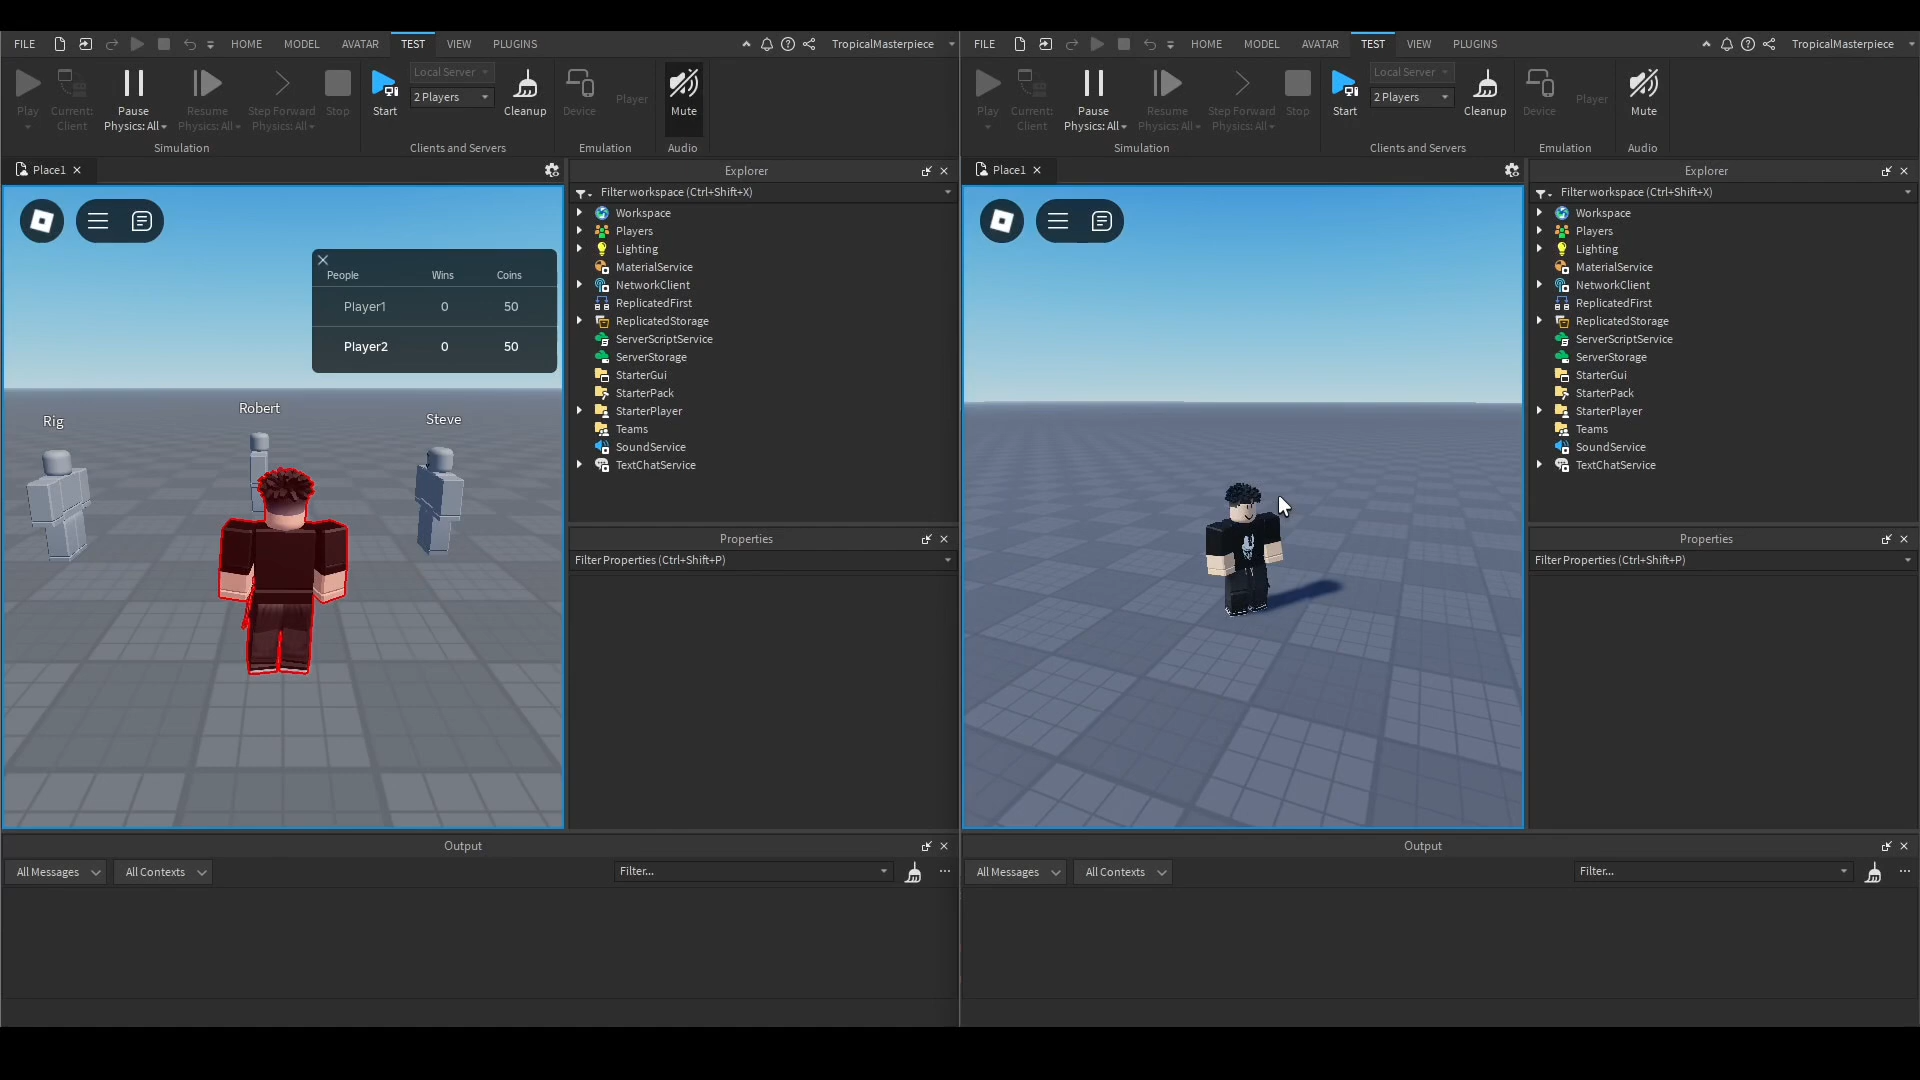 FILE HOME MODEL AVATAR TEST VIEW PLUGINS TropicalMasterpiece
Play
Current:
Client
Pause
Physics: All
Resume
Physics: All
Step Forward
Physics: All
Stop
Start
Local Server
2 Players
Cleanup
Device
Player
Mute
Simulation
Clients and Servers
Emulation
Audio
Place1
People Wins Coins
Player1 0 50
Player2 0 50
Rig
Robert
Steve
Explorer
Filter workspace (Ctrl+Shift+X)
Workspace
Players
Lighting
MaterialService
NetworkClient
ReplicatedFirst
ReplicatedStorage
ServerScriptService
ServerStorage
StarterGui
StarterPack
StarterPlayer
Teams
SoundService
TextChatService
Properties
Filter Properties (Ctrl+Shift+P)
Output
All Messages All Contexts Filter...
FILE HOME MODEL AVATAR TEST VIEW PLUGINS TropicalMasterpiece
Play
Current:
Client
Pause
Physics: All
Resume
Physics: All
Step Forward
Physics: All
Stop
Start
Local Server
2 Players
Cleanup
Device
Player
Mute
Simulation
Clients and Servers
Emulation
Audio
Place1
Explorer
Filter workspace (Ctrl+Shift+X)
Workspace
Players
Lighting
MaterialService
NetworkClient
ReplicatedFirst
ReplicatedStorage
ServerScriptService
ServerStorage
StarterGui
StarterPack
StarterPlayer
Teams
SoundService
TextChatService
Properties
Filter Properties (Ctrl+Shift+P)
Output
All Messages All Contexts Filter...